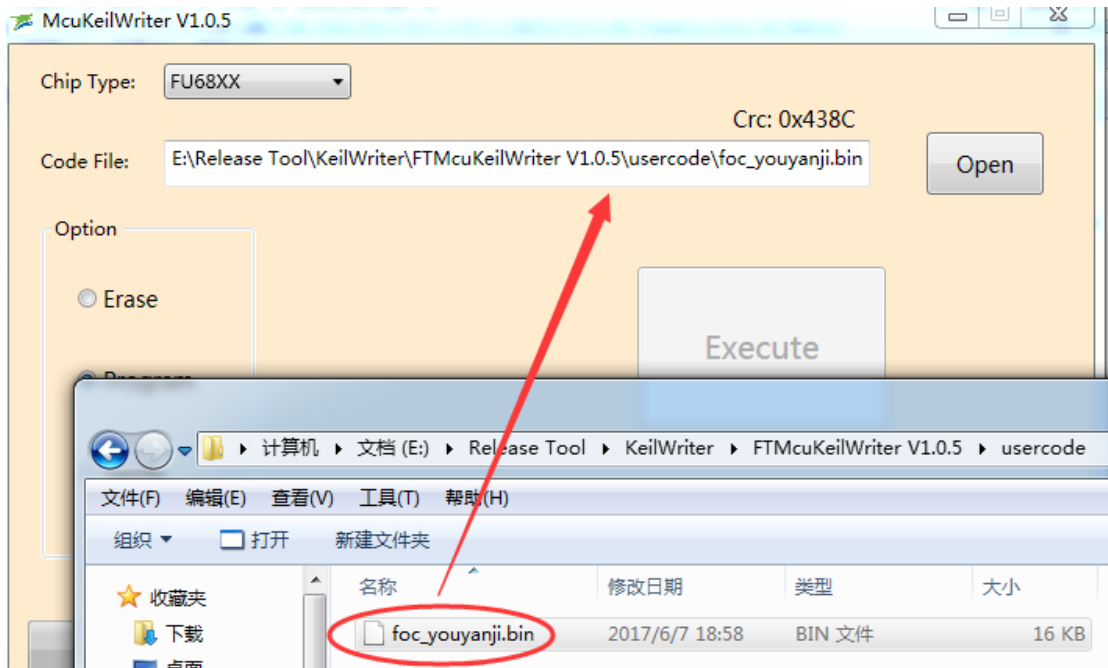 McuKeilWriter V1.0.5
Chip Type: FU68XX
Crc: 0x438C
Code File: E:\Release Tool\KeilWriter\FTMcuKeilWriter V1.0.5\usercode\foc_youyanji.bin Open
Option
Erase
Execute
Program
计算机 文档 (E:) Release Tool KeilWriter FTMcuKeilWriter V1.0.5 usercode
文件(F) 编辑(E) 查看(V) 工具(T) 帮助(H)
组织 打开 新建文件夹
收藏夹 名称 修改日期 类型 大小
下载 foc_youyanji.bin 2017/6/7 18:58 BIN 文件 16 KB
桌面